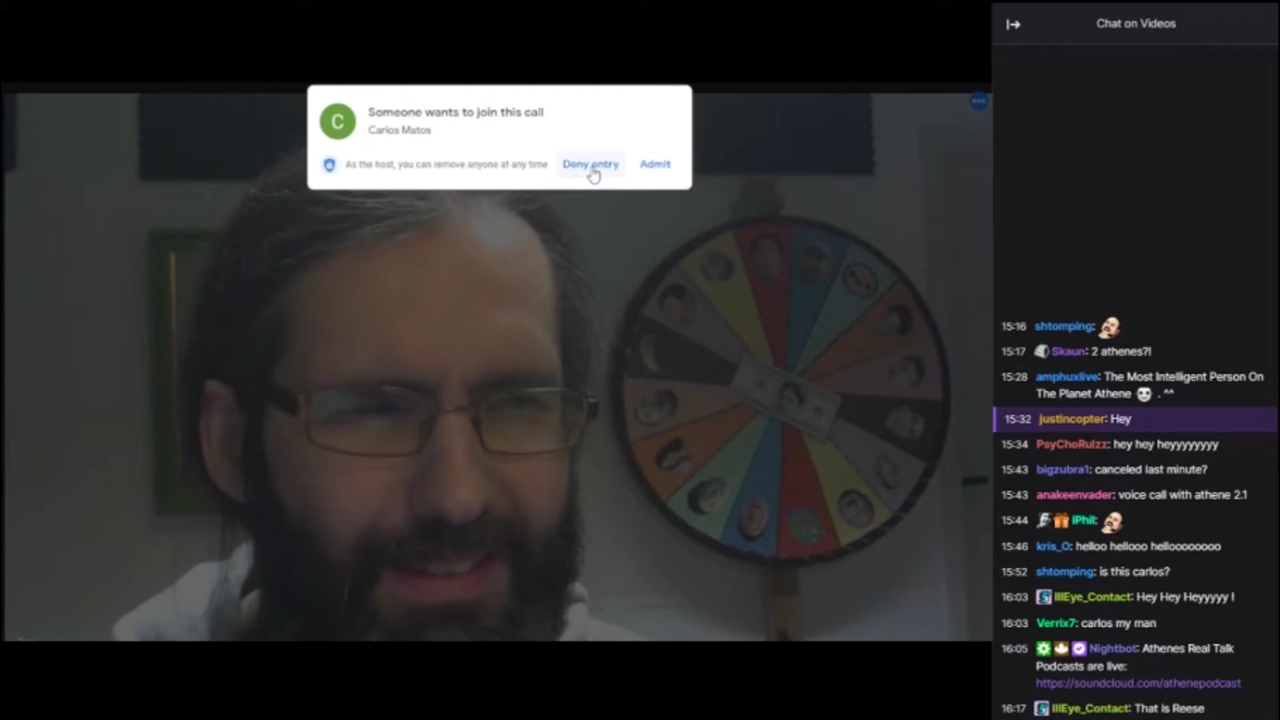 Chat on Videos
C
Someone wants to join this call
Carlos Matos
As the host, you can remove anyone at any time
Deny entry
Admit
15:16 shtomping:
15:17 Skaun: 2 athenes?!
15:28 amphuxlive: The Most Intelligent Person On
The Planet Athene . ^^
15:32 justincopter: Hey
15:34 PsyChoRulzz: hey hey heyyyyyyyy
15:43 bigzubra1: canceled last minute?
15:43 anakeenvader: voice call with athene 2.1
15:44 iPhil:
15:46 kris_O: helloo hellooo helloooooooo
15:52 shtomping: is this carlos?
16:03 IllEye_Contact: Hey Hey Heyyyyy !
16:03 Verrix7: carlos my man
16:05 Nightbot: Athenes Real Talk
Podcasts are live:
https://soundcloud.com/athenepodcast
16:17 IllEye_Contact: That is Reese